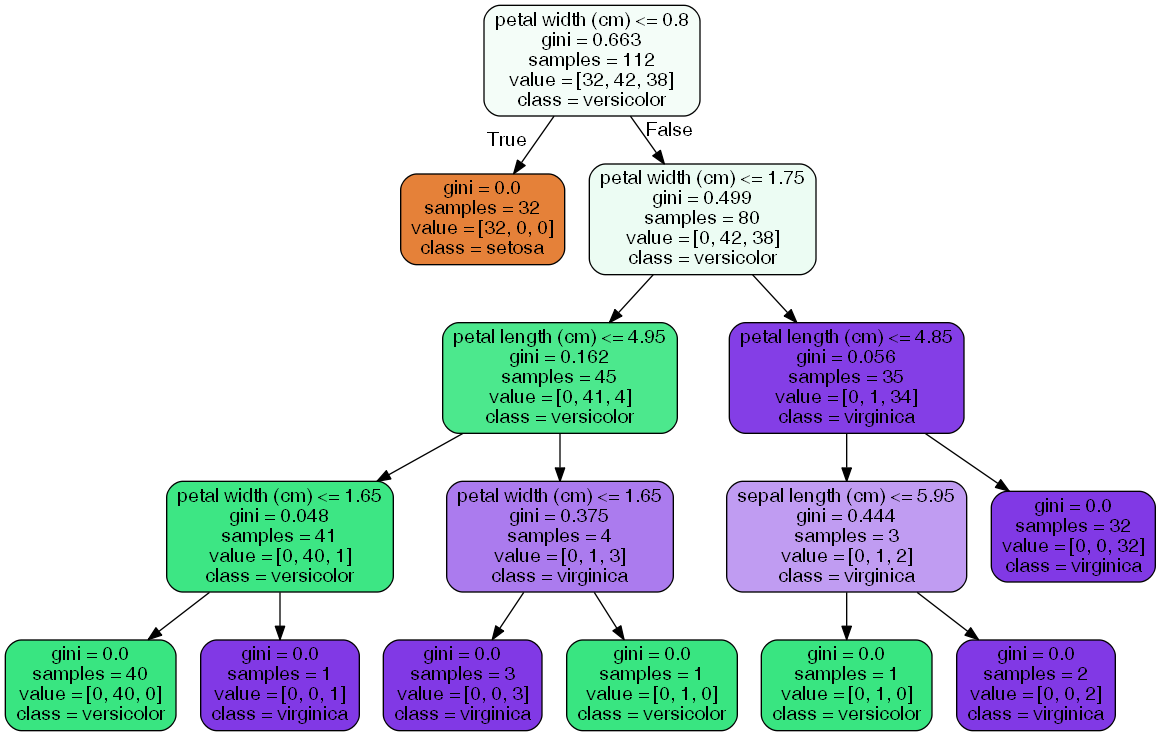 petal width (cm) <= 0.8
gini = 0.663
samples = 112
value = [32, 42, 38]
class = versicolor
True
False
gini = 0.0
samples = 32
value = [32, 0, 0]
class = setosa
petal width (cm) <= 1.75
gini = 0.499
samples = 80
value = [0, 42, 38]
class = versicolor
petal length (cm) <= 4.95
gini = 0.162
samples = 45
value = [0, 41, 4]
class = versicolor
petal length (cm) <= 4.85
gini = 0.056
samples = 35
value = [0, 1, 34]
class = virginica
petal width (cm) <= 1.65
gini = 0.048
samples = 41
value = [0, 40, 1]
class = versicolor
petal width (cm) <= 1.65
gini = 0.375
samples = 4
value = [0, 1, 3]
class = virginica
sepal length (cm) <= 5.95
gini = 0.444
samples = 3
value = [0, 1, 2]
class = virginica
gini = 0.0
samples = 32
value = [0, 0, 32]
class = virginica
gini = 0.0
samples = 40
value = [0, 40, 0]
class = versicolor
gini = 0.0
samples = 1
value = [0, 0, 1]
class = virginica
gini = 0.0
samples = 3
value = [0, 0, 3]
class = virginica
gini = 0.0
samples = 1
value = [0, 1, 0]
class = versicolor
gini = 0.0
samples = 1
value = [0, 1, 0]
class = versicolor
gini = 0.0
samples = 2
value = [0, 0, 2]
class = virginica